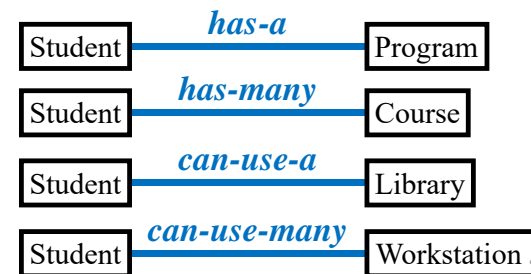 has-a
Student Program
has-many
Student Course
can-use-a
Student Library
can-use-many
Student Workstation